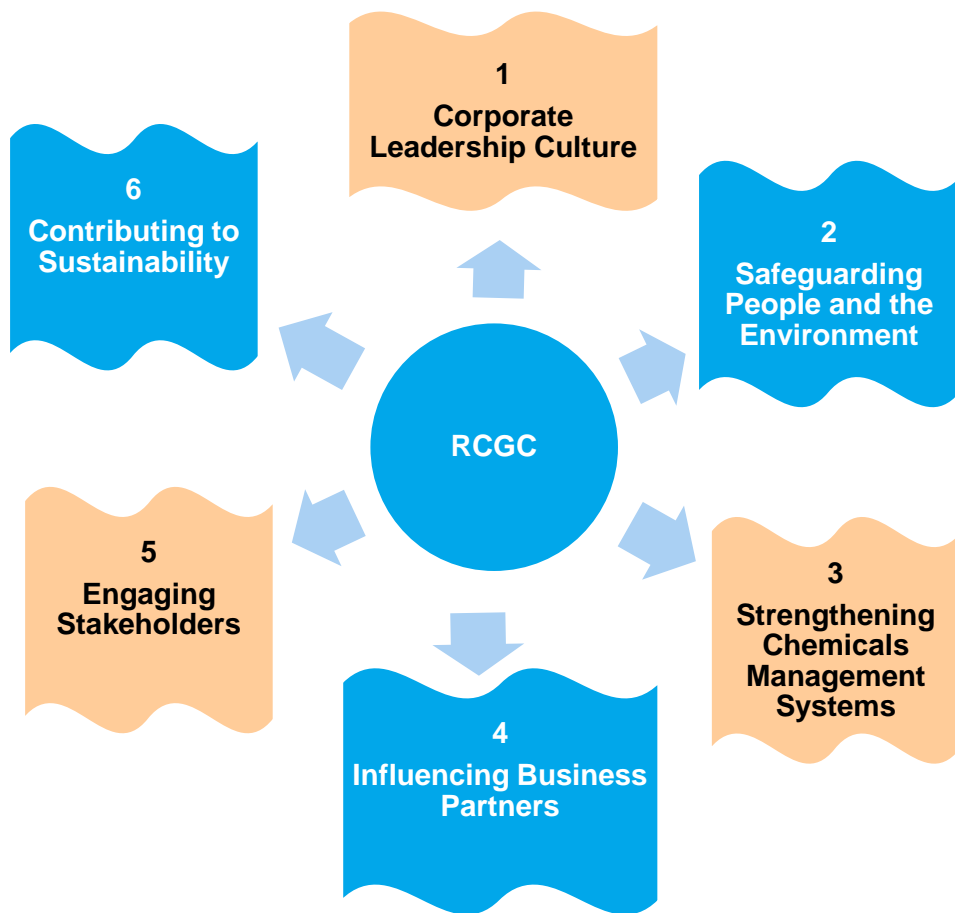 1
Corporate
Leadership Culture
2
Safeguarding
People and the
Environment
3
Strengthening
Chemicals
Management
Systems
4
Influencing Business
Partners
5
Engaging
Stakeholders
6
Contributing to
Sustainability
RCGC